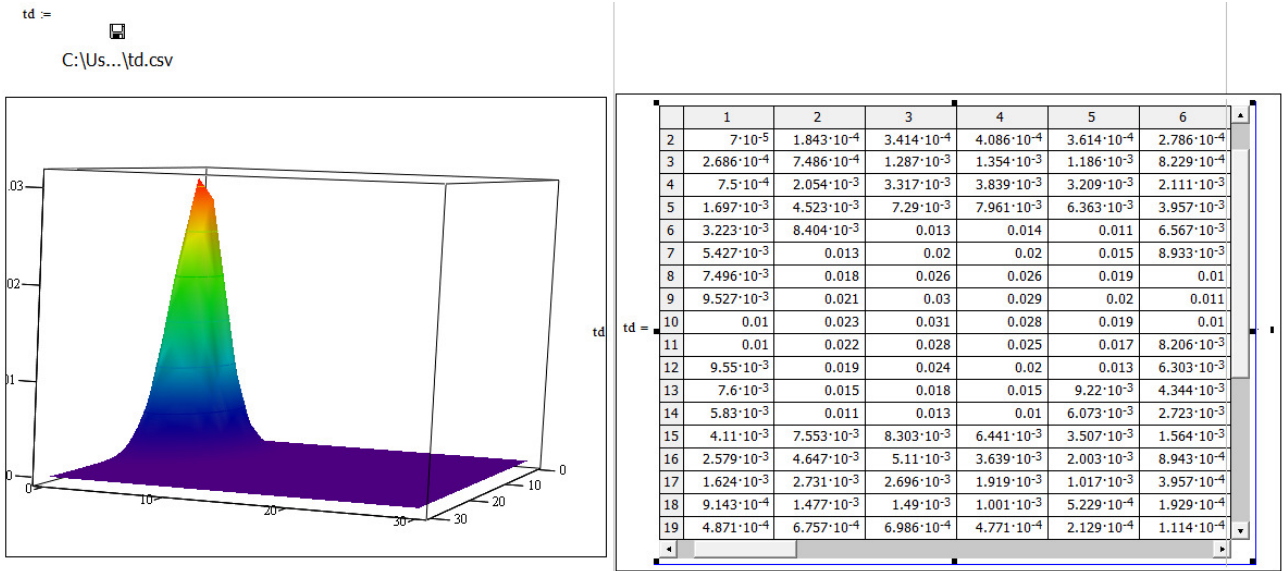 td :=
C:\Us...\td.csv
.03
02
01
0
0
10
20
30
0
10
20
30
td
td =
1 2 3 4 5 6
2 7·10-5 1.843·10-4 3.414·10-4 4.086·10-4 3.614·10-4 2.786·10-4
3 2.686·10-4 7.486·10-4 1.287·10-3 1.354·10-3 1.186·10-3 8.229·10-4
4 7.5·10-4 2.054·10-3 3.317·10-3 3.839·10-3 3.209·10-3 2.111·10-3
5 1.697·10-3 4.523·10-3 7.29·10-3 7.961·10-3 6.363·10-3 3.957·10-3
6 3.223·10-3 8.404·10-3 0.013 0.014 0.011 6.567·10-3
7 5.427·10-3 0.013 0.02 0.02 0.015 8.933·10-3
8 7.496·10-3 0.018 0.026 0.026 0.019 0.01
9 9.527·10-3 0.021 0.03 0.029 0.02 0.011
10 0.01 0.023 0.031 0.028 0.019 0.01
11 0.01 0.022 0.028 0.025 0.017 8.206·10-3
12 9.55·10-3 0.019 0.024 0.02 0.013 6.303·10-3
13 7.6·10-3 0.015 0.018 0.015 9.22·10-3 4.344·10-3
14 5.83·10-3 0.011 0.013 0.01 6.073·10-3 2.723·10-3
15 4.11·10-3 7.553·10-3 8.303·10-3 6.441·10-3 3.507·10-3 1.564·10-3
16 2.579·10-3 4.647·10-3 5.11·10-3 3.639·10-3 2.003·10-3 8.943·10-4
17 1.624·10-3 2.731·10-3 2.696·10-3 1.919·10-3 1.017·10-3 3.957·10-4
18 9.143·10-4 1.477·10-3 1.49·10-3 1.001·10-3 5.229·10-4 1.929·10-4
19 4.871·10-4 6.757·10-4 6.986·10-4 4.771·10-4 2.129·10-4 1.114·10-4